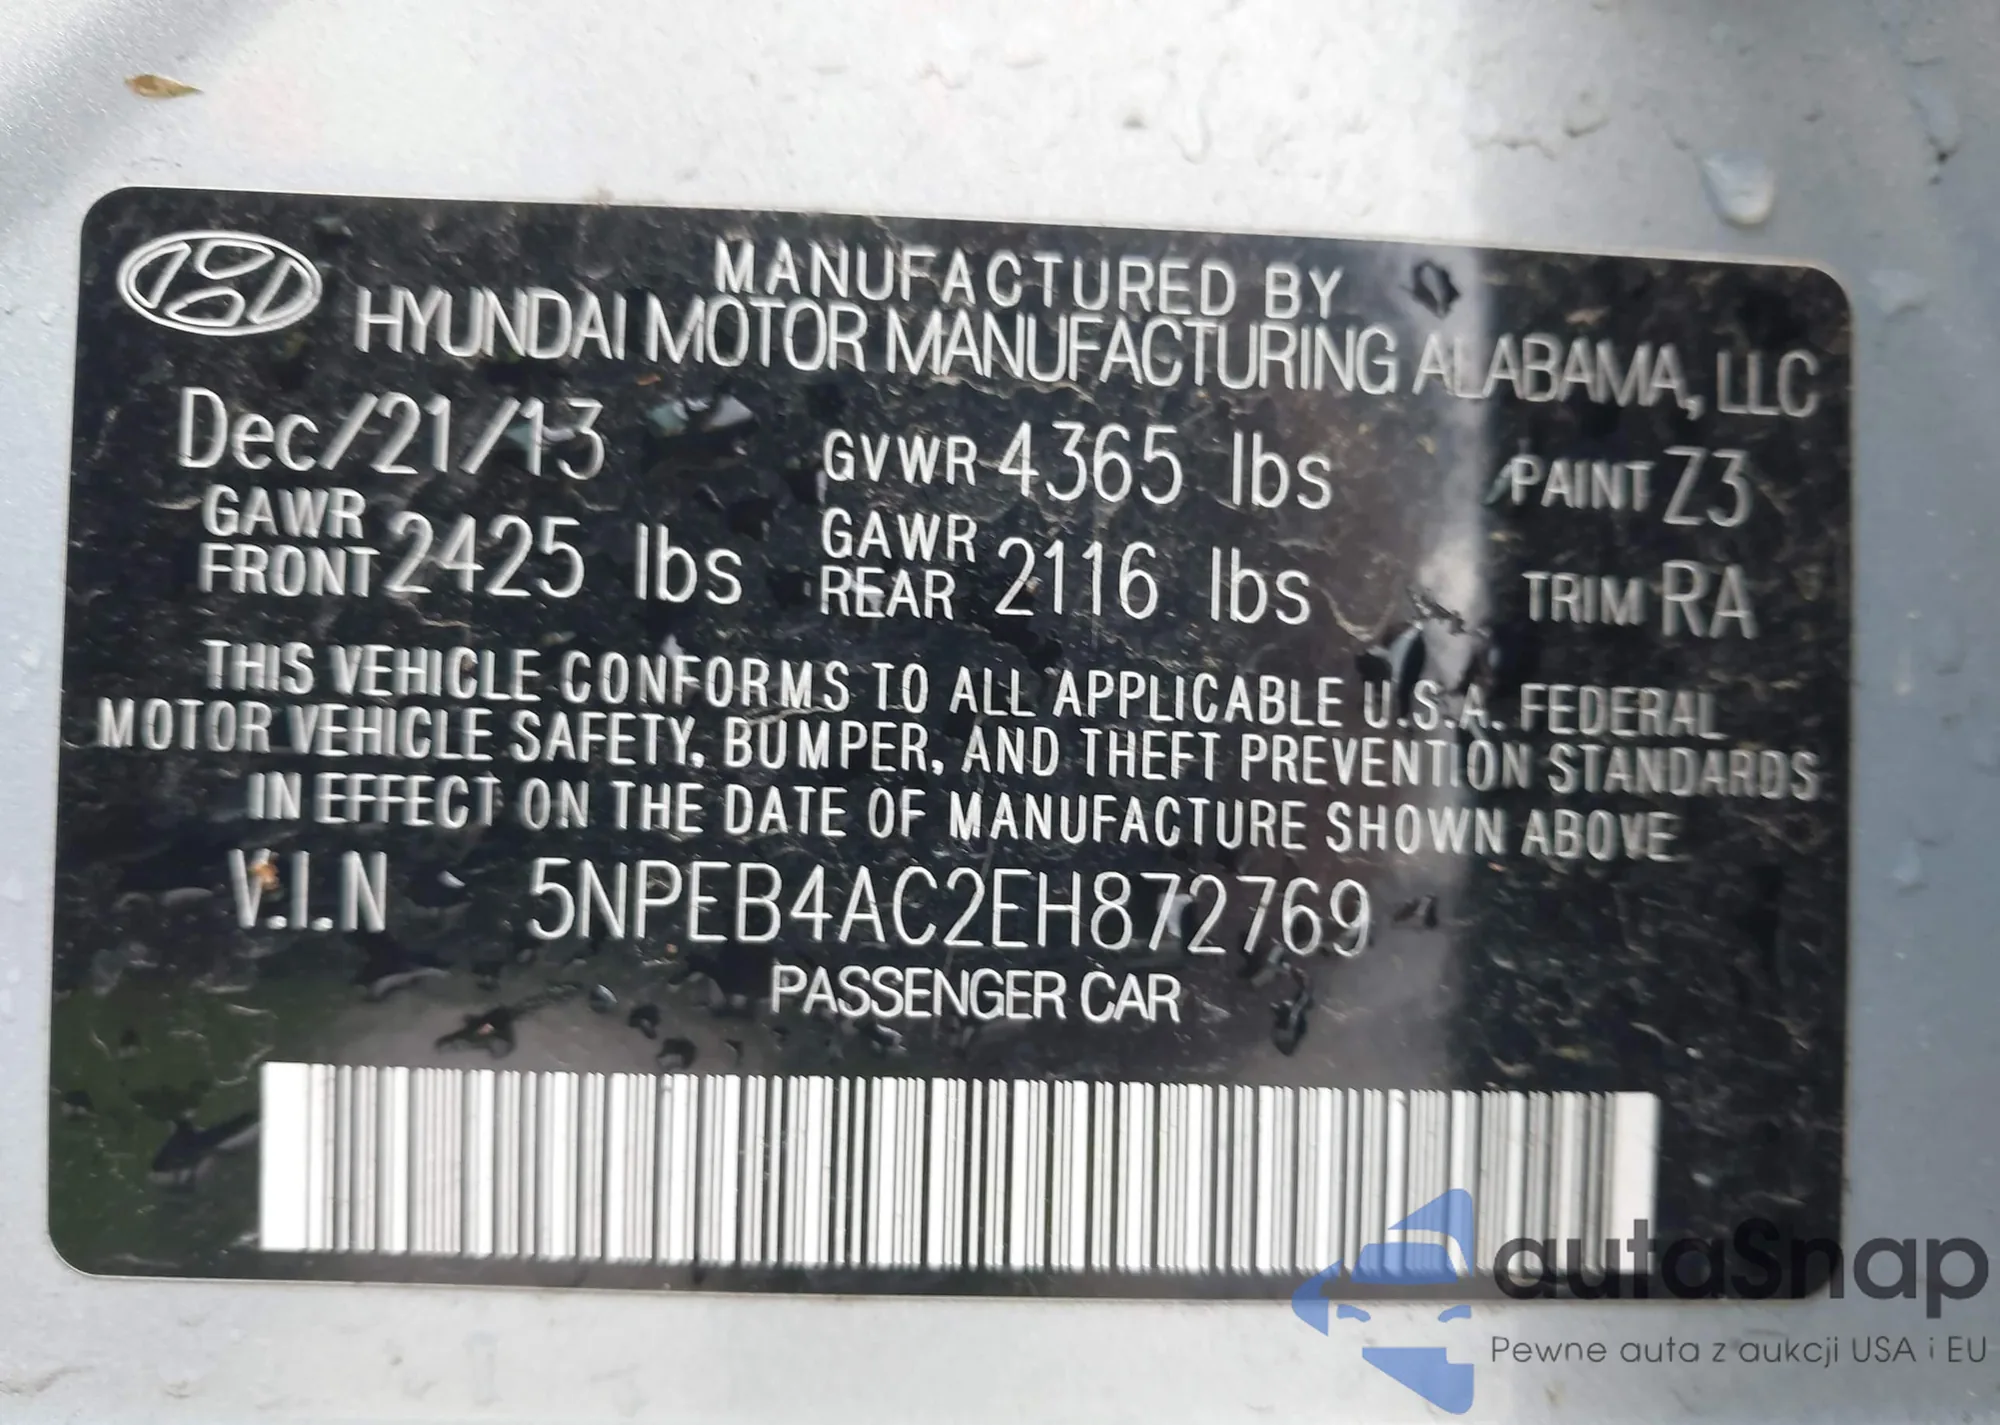 MANUFACTURED BY
HYUNDAI MOTOR MANUFACTURING ALABAMA, LLC
Dec/21/13 GVWR 4365 lbs PAINT Z3
GAWR FRONT 2425 lbs GAWR REAR 2116 lbs TRIM RA
THIS VEHICLE CONFORMS TO ALL APPLICABLE U.S.A. FEDERAL
MOTOR VEHICLE SAFETY, BUMPER, AND THEFT PREVENTION STANDARDS
IN EFFECT ON THE DATE OF MANUFACTURE SHOWN ABOVE
V.I.N 5NPEB4AC2EH872769
PASSENGER CAR
autaSnap
Pewne auta z aukcji USA i EU